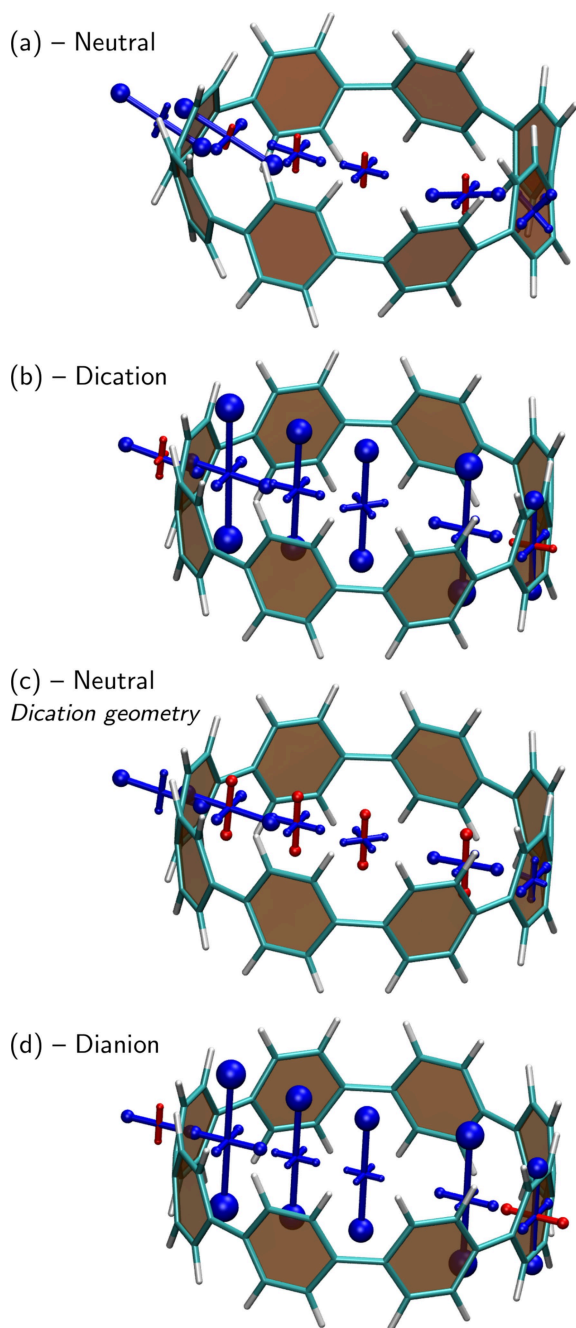 (a) – Neutral
(b) – Dication
(c) – Neutral
Dication geometry
(d) – Dianion